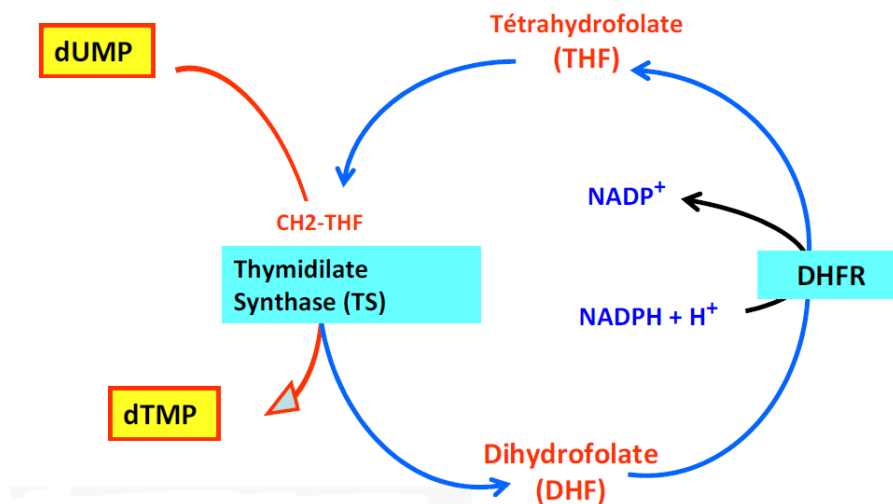 dUMP
Tétrahydrofolate
(THF)
CH2-THF
NADP⁺
Thymidilate
Synthase (TS)
DHFR
NADPH + H⁺
dTMP
Dihydrofolate
(DHF)